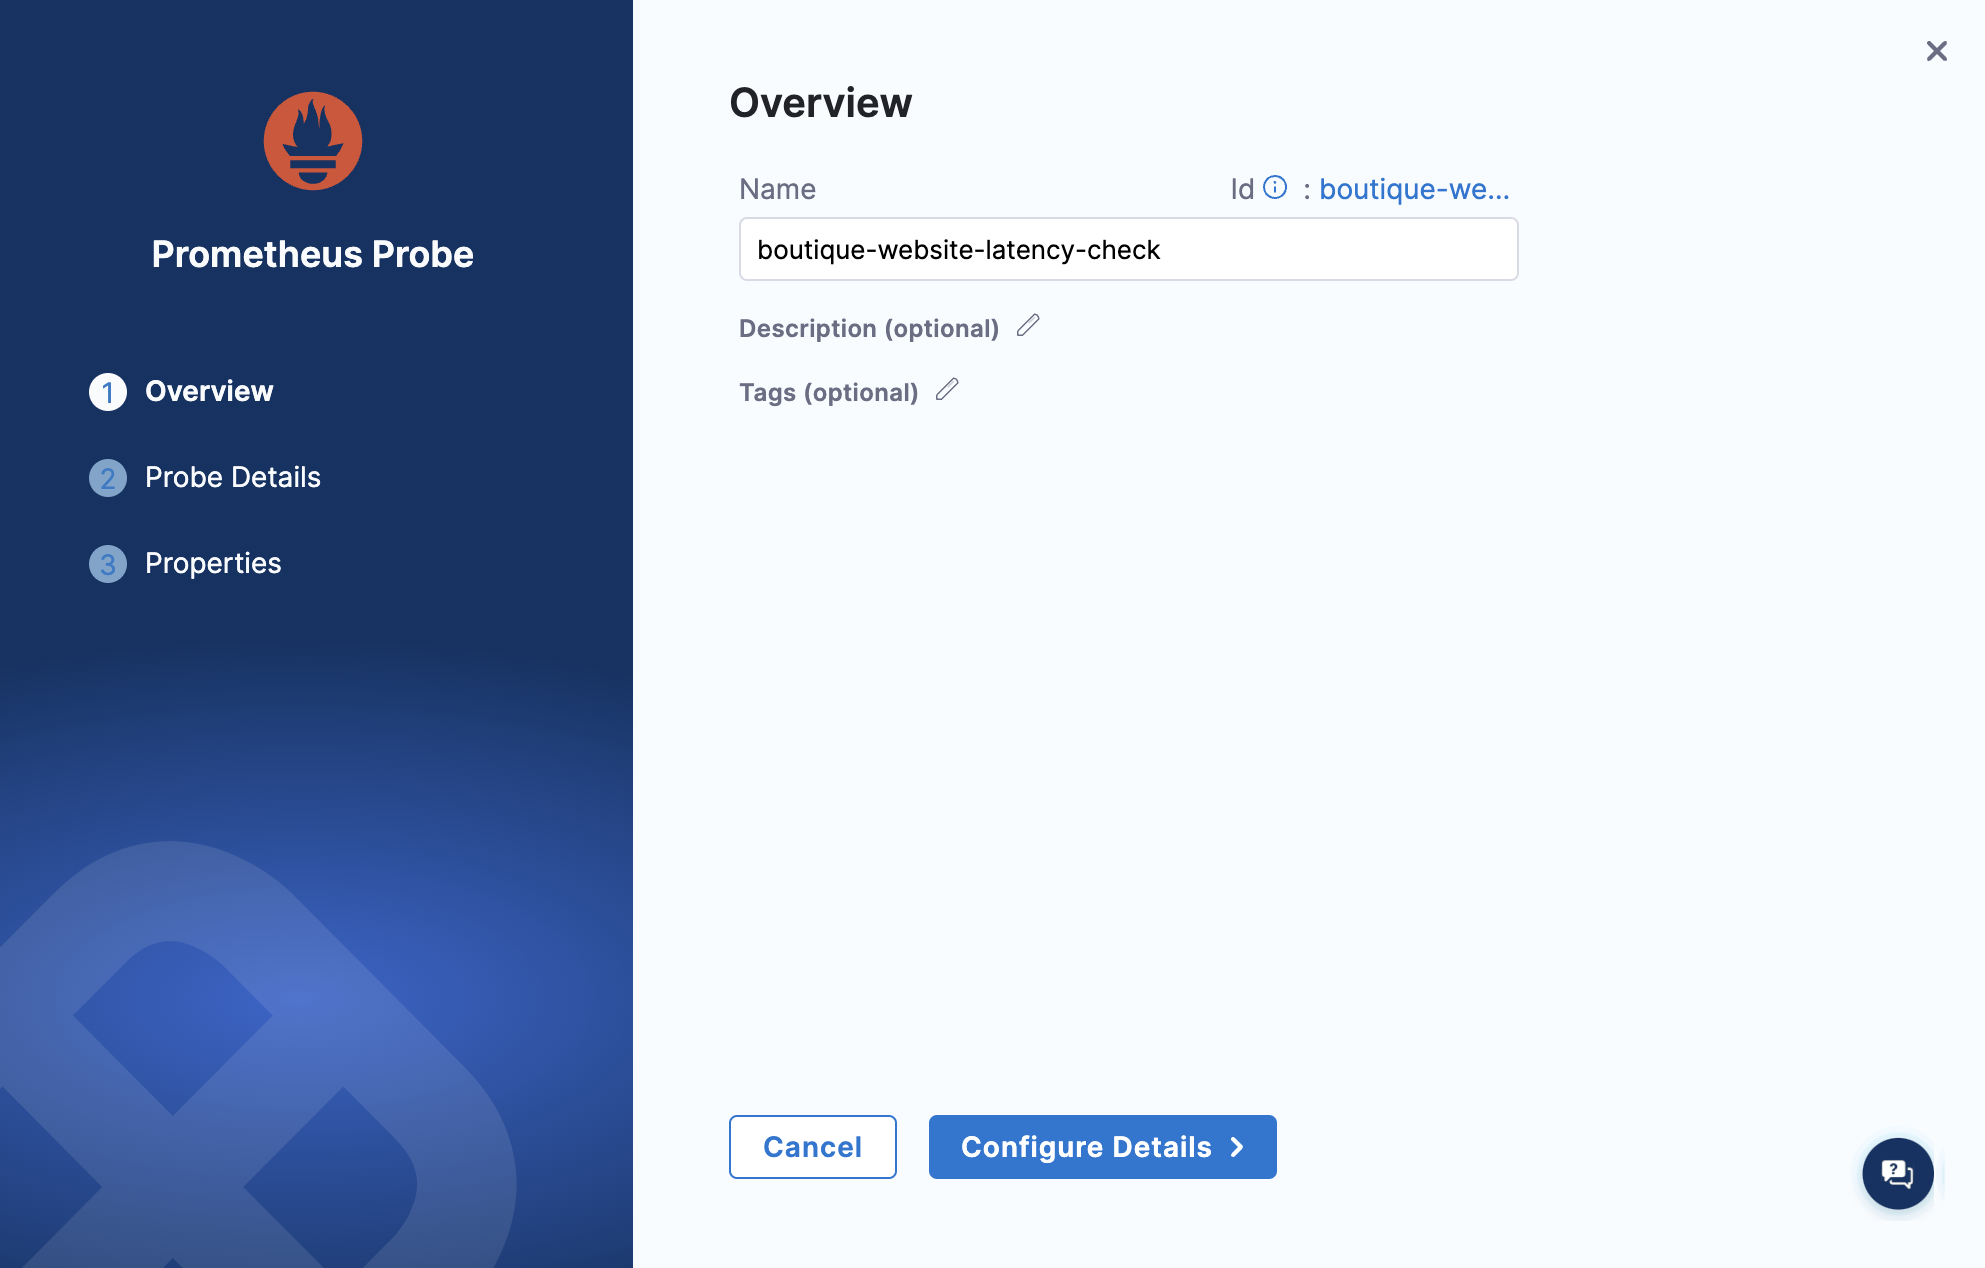 Prometheus Probe
1 Overview
2 Probe Details
3 Properties
Overview
Name
Id : boutique-we...
boutique-website-latency-check
Description (optional)
Tags (optional)
Cancel
Configure Details